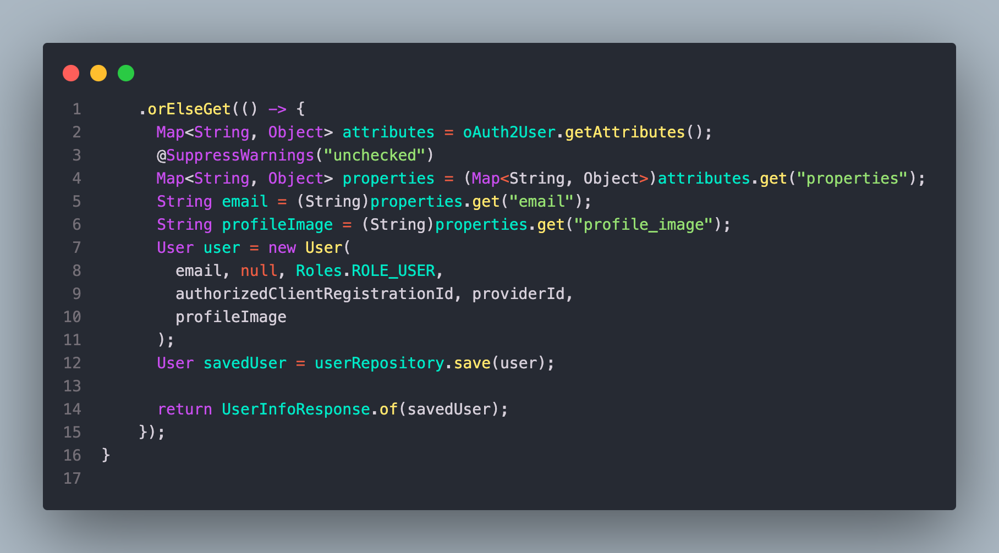 1 .orElseGet(() -> {
2 Map<String, Object> attributes = oAuth2User.getAttributes();
3 @SuppressWarnings("unchecked")
4 Map<String, Object> properties = (Map<String, Object>)attributes.get("properties");
5 String email = (String)properties.get("email");
6 String profileImage = (String)properties.get("profile_image");
7 User user = new User(
8 email, null, Roles.ROLE_USER,
9 authorizedClientRegistrationId, providerId,
10 profileImage
11 );
12 User savedUser = userRepository.save(user);
13
14 return UserInfoResponse.of(savedUser);
15 });
16 }
17